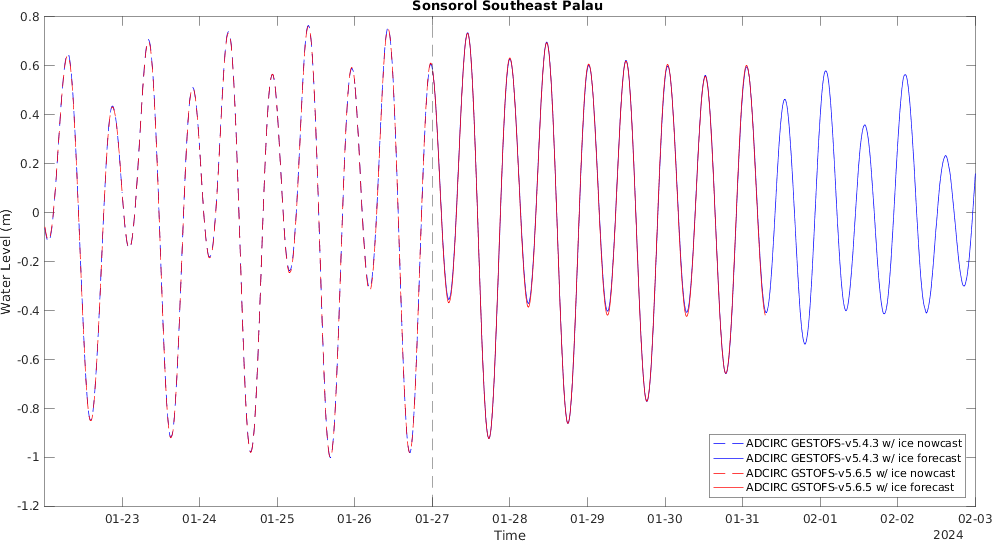 Sonsorol Southeast Palau
0.8
0.6
0.4
0.2
0
-0.2
-0.4
-0.6
-0.8
-1
-1.2
Water Level (m)
01-23 01-24 01-25 01-26 01-27 01-28 01-29 01-30 01-31 02-01 02-02 02-03
Time
2024
ADCIRC GESTOFS-v5.4.3 w/ ice nowcast
ADCIRC GESTOFS-v5.4.3 w/ ice forecast
ADCIRC GSTOFS-v5.6.5 w/ ice nowcast
ADCIRC GSTOFS-v5.6.5 w/ ice forecast